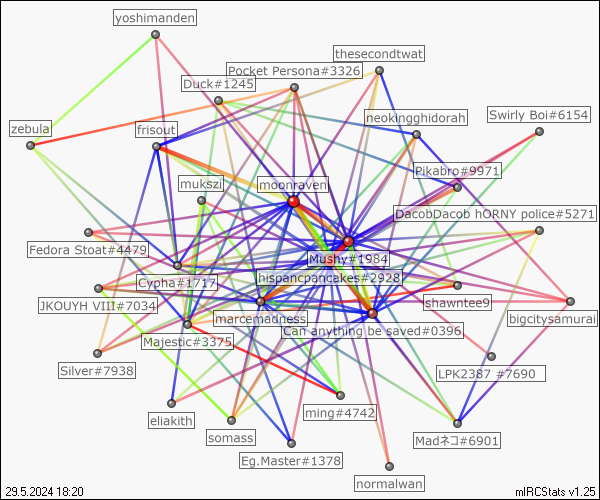 yoshimanden
thesecondtwat
Pocket Persona#3326
Duck#1245
neokingghidorah
Swirly Boi#6154
zebula
frisout
Pikabro#9971
mukszi
moonraven
DacobDacob hORNY police#5271
Fedora Stoat#4479
Mushy#1984
Cypha#1717
hispancpancakes#2928
JKOUYH VIII#7034
shawntee9
marcemadness
bigcitysamurai
Can anything be saved#0396
Majestic#3375
Silver#7938
LPK2387 #7690
ming#4742
eliakith
somass
Madネコ#6901
Eg.Master#1378
normalwan
29.5.2024 18:20
mIRCStats v1.25